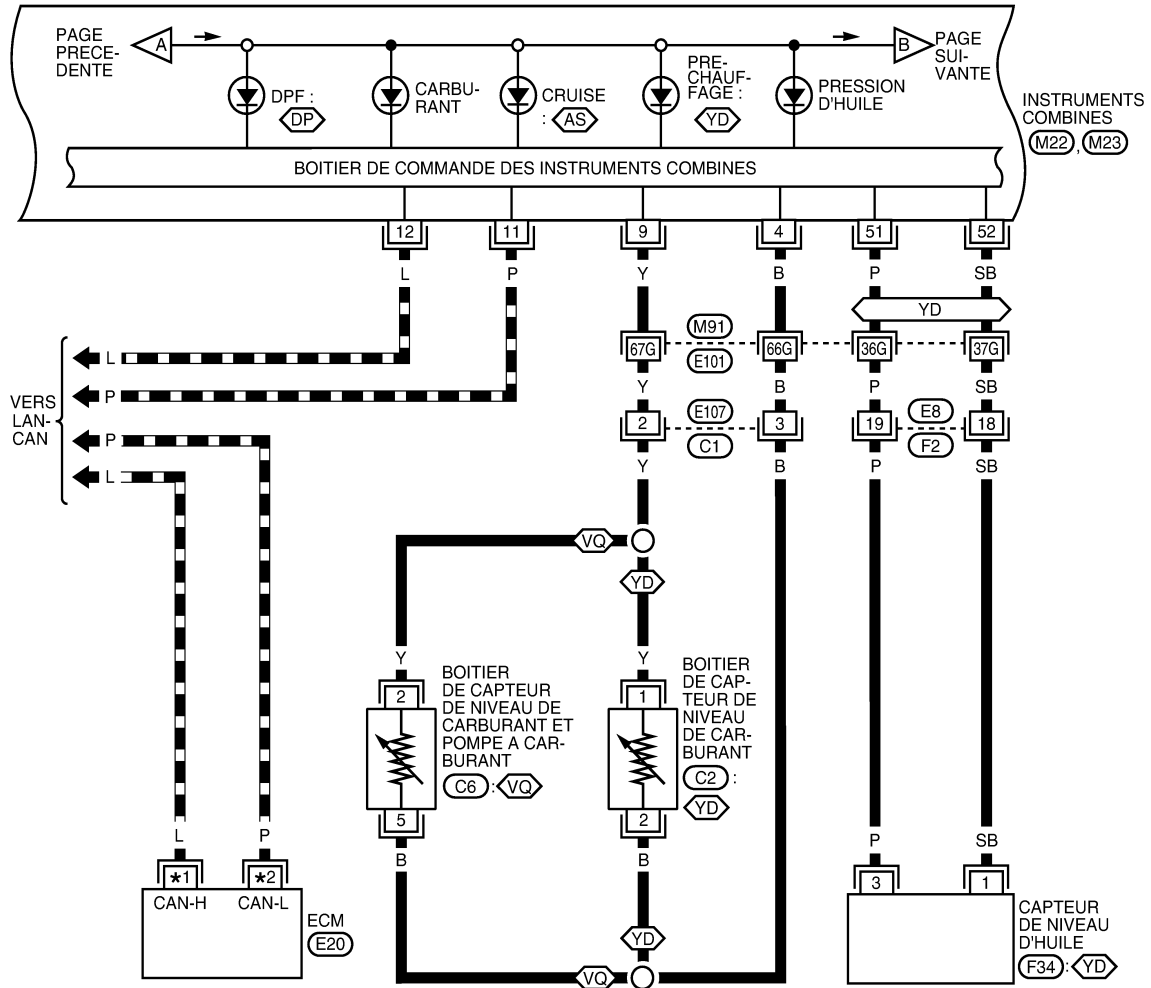 PAGE
PRECE-
DENTE
A
DPF :
DP
CARBU-
RANT
CRUISE
: AS
PRE-
CHAUF-
FAGE :
YD
PRESSION
D'HUILE
B
PAGE
SUI-
VANTE
INSTRUMENTS
COMBINES
M22 , M23
BOITIER DE COMMANDE DES INSTRUMENTS COMBINES
12 11 9 4 51 52
L P Y B P SB
YD
M91
67G 66G 36G 37G
E101
Y B P SB
E107 E8
2 3 19 18
C1 F2
Y B P SB
VERS
LAN-
CAN
L
P
P
L
VQ
YD
Y Y
2 1
BOITIER
DE CAPTEUR
DE NIVEAU DE
CARBURANT ET
POMPE A CAR-
BURANT
C6 : VQ
BOITIER
DE CAP-
TEUR DE
NIVEAU
DE CAR-
BURANT
C2 :
YD
5 2
B B
YD
VQ
L P
*1 *2
CAN-H CAN-L
ECM
E20
P SB
3 1
CAPTEUR
DE NIVEAU
D'HUILE
F34 : YD